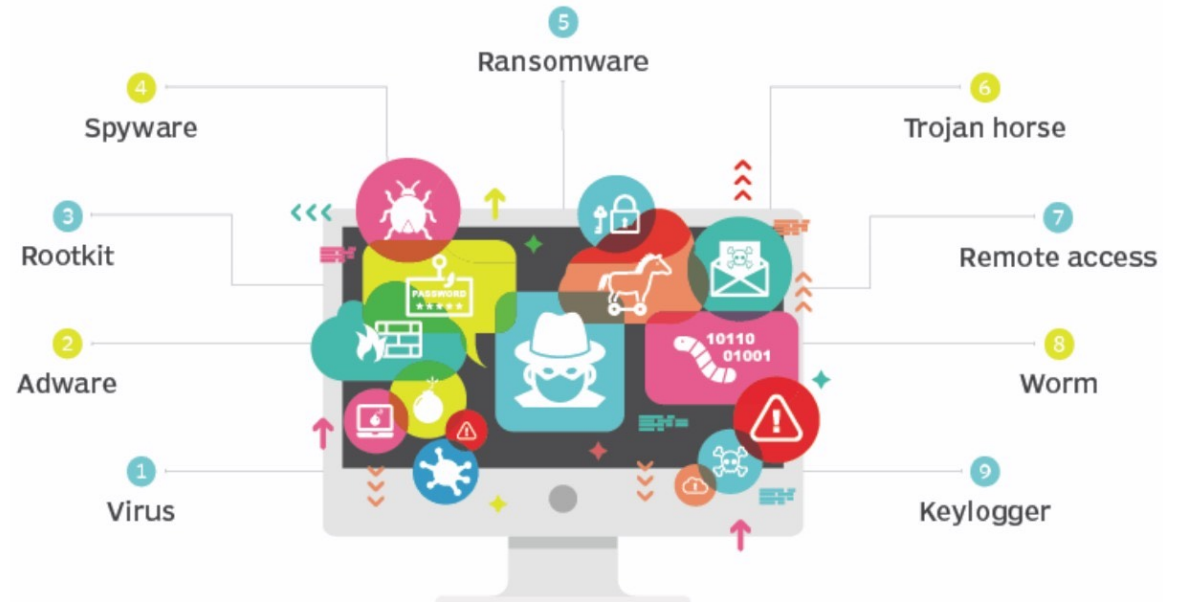 5
Ransomware
4
Spyware
6
Trojan horse
3
Rootkit
7
Remote access
PASSWORD
★★★★★
2
Adware
10110
01001
8
Worm
!
!
1
Virus
9
Keylogger